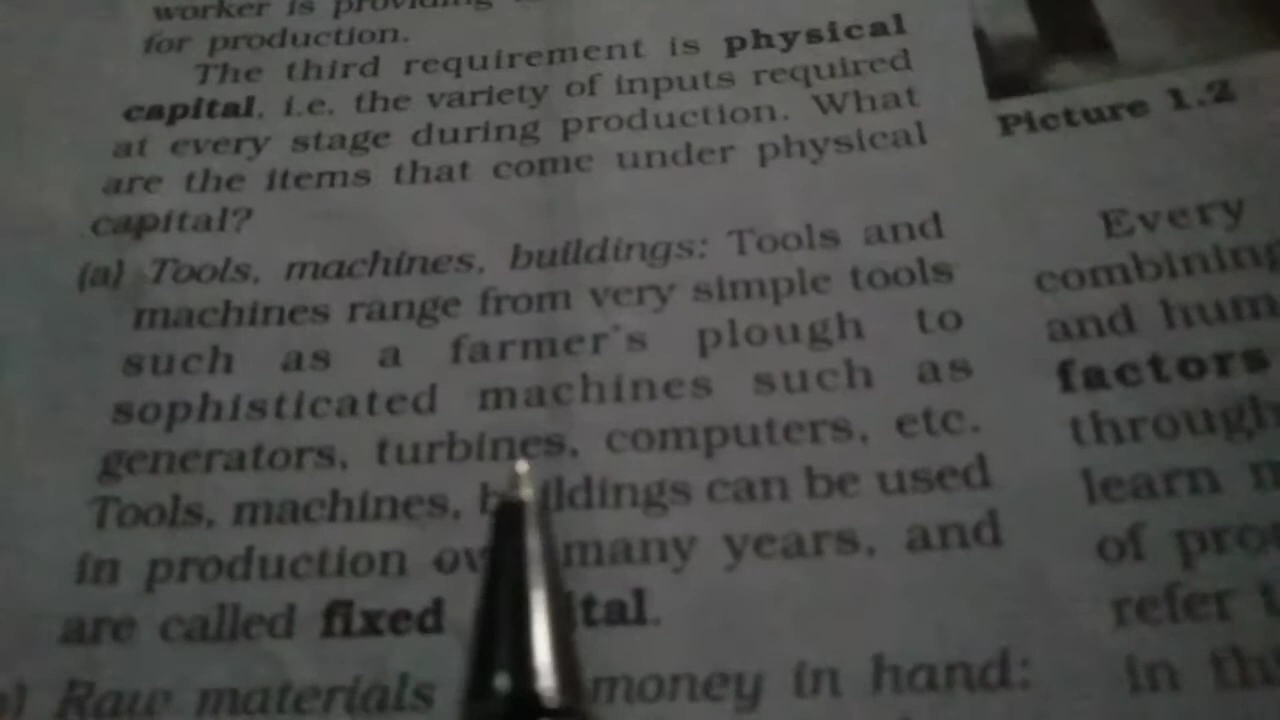 worker is providing
for production.
The third requirement is physical
capital, i.e. the variety of inputs required
at every stage during production. What
are the items that come under physical
capital?
(a) Tools, machines, buildings: Tools and
machines range from very simple tools
such as a farmer's plough to
sophisticated machines such as
generators, turbines, computers, etc.
Tools, machines, b ildings can be used
in production ov many years, and
are called fixed tal.
) Raw materials money in hand:
Picture 1.2
Every
combining
and hum
factors
through
learn m
of pro
refer t
in th